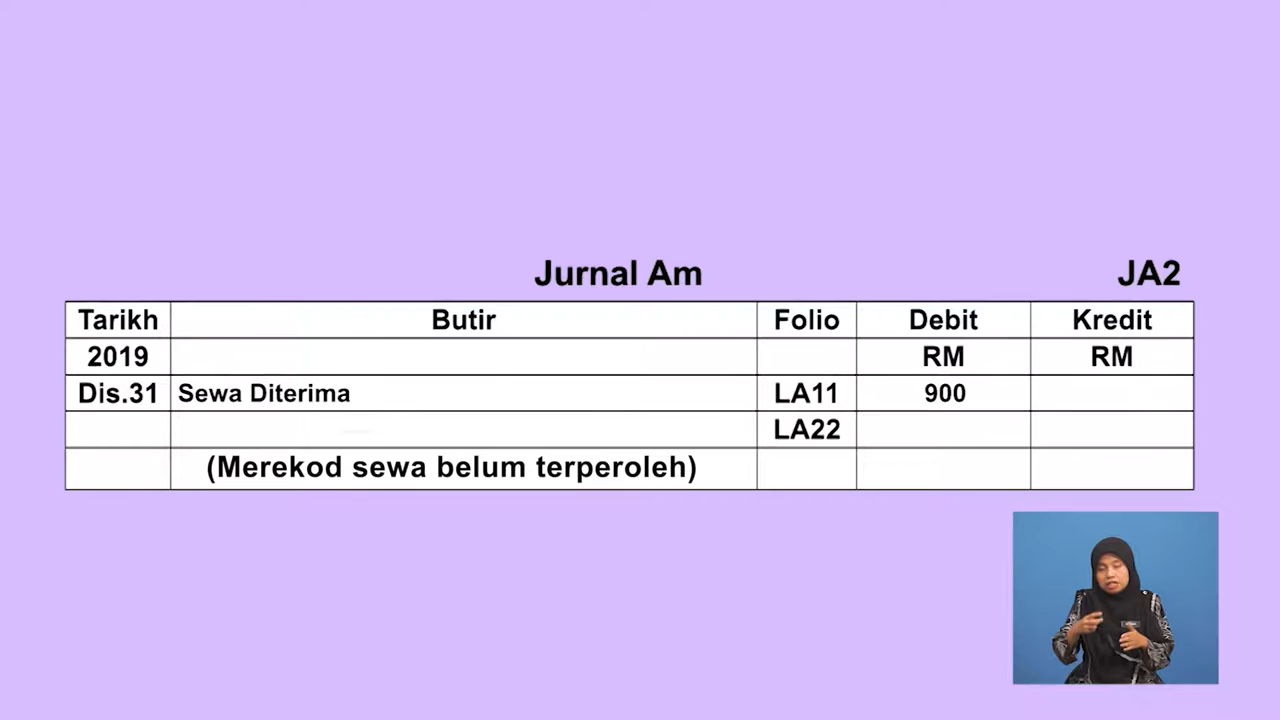 Jurnal Am JA2
Tarikh Butir Folio Debit Kredit
2019 RM RM
Dis.31 Sewa Diterima LA11 900
LA22
(Merekod sewa belum terperoleh)